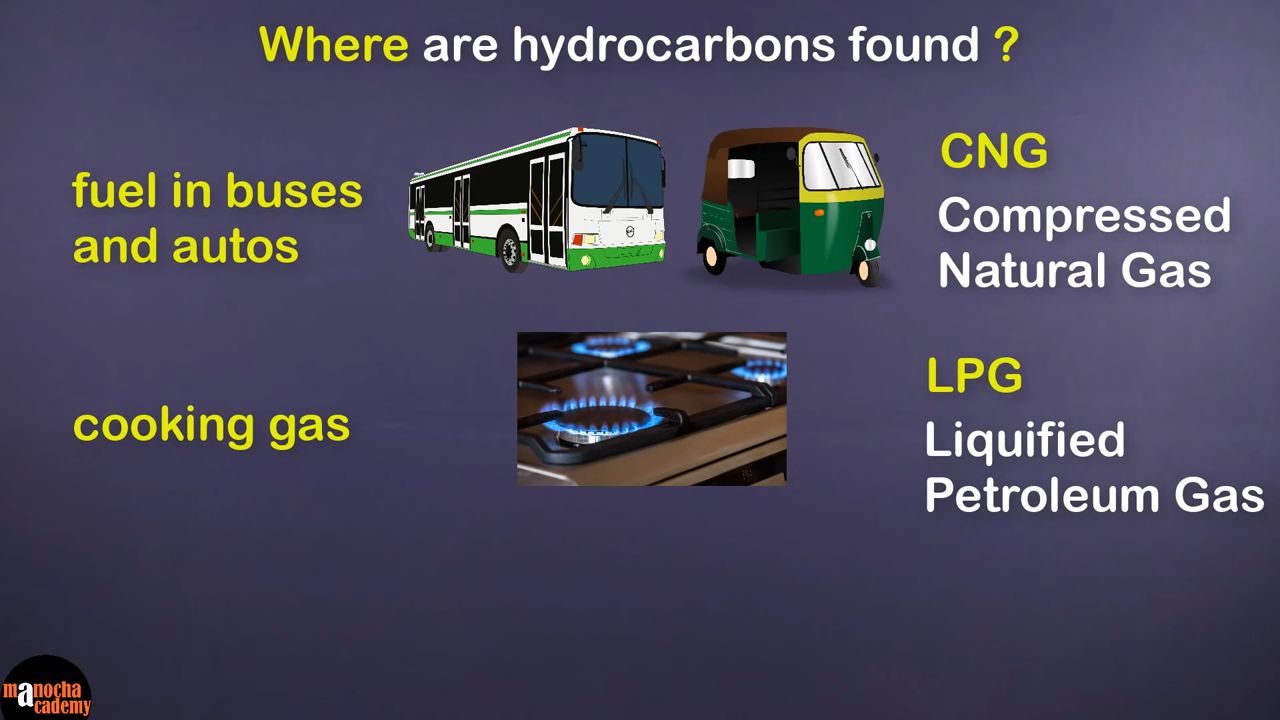 Where are hydrocarbons found ?
fuel in buses
and autos
CNG
Compressed
Natural Gas
cooking gas
LPG
Liquified
Petroleum Gas
manocha
academy